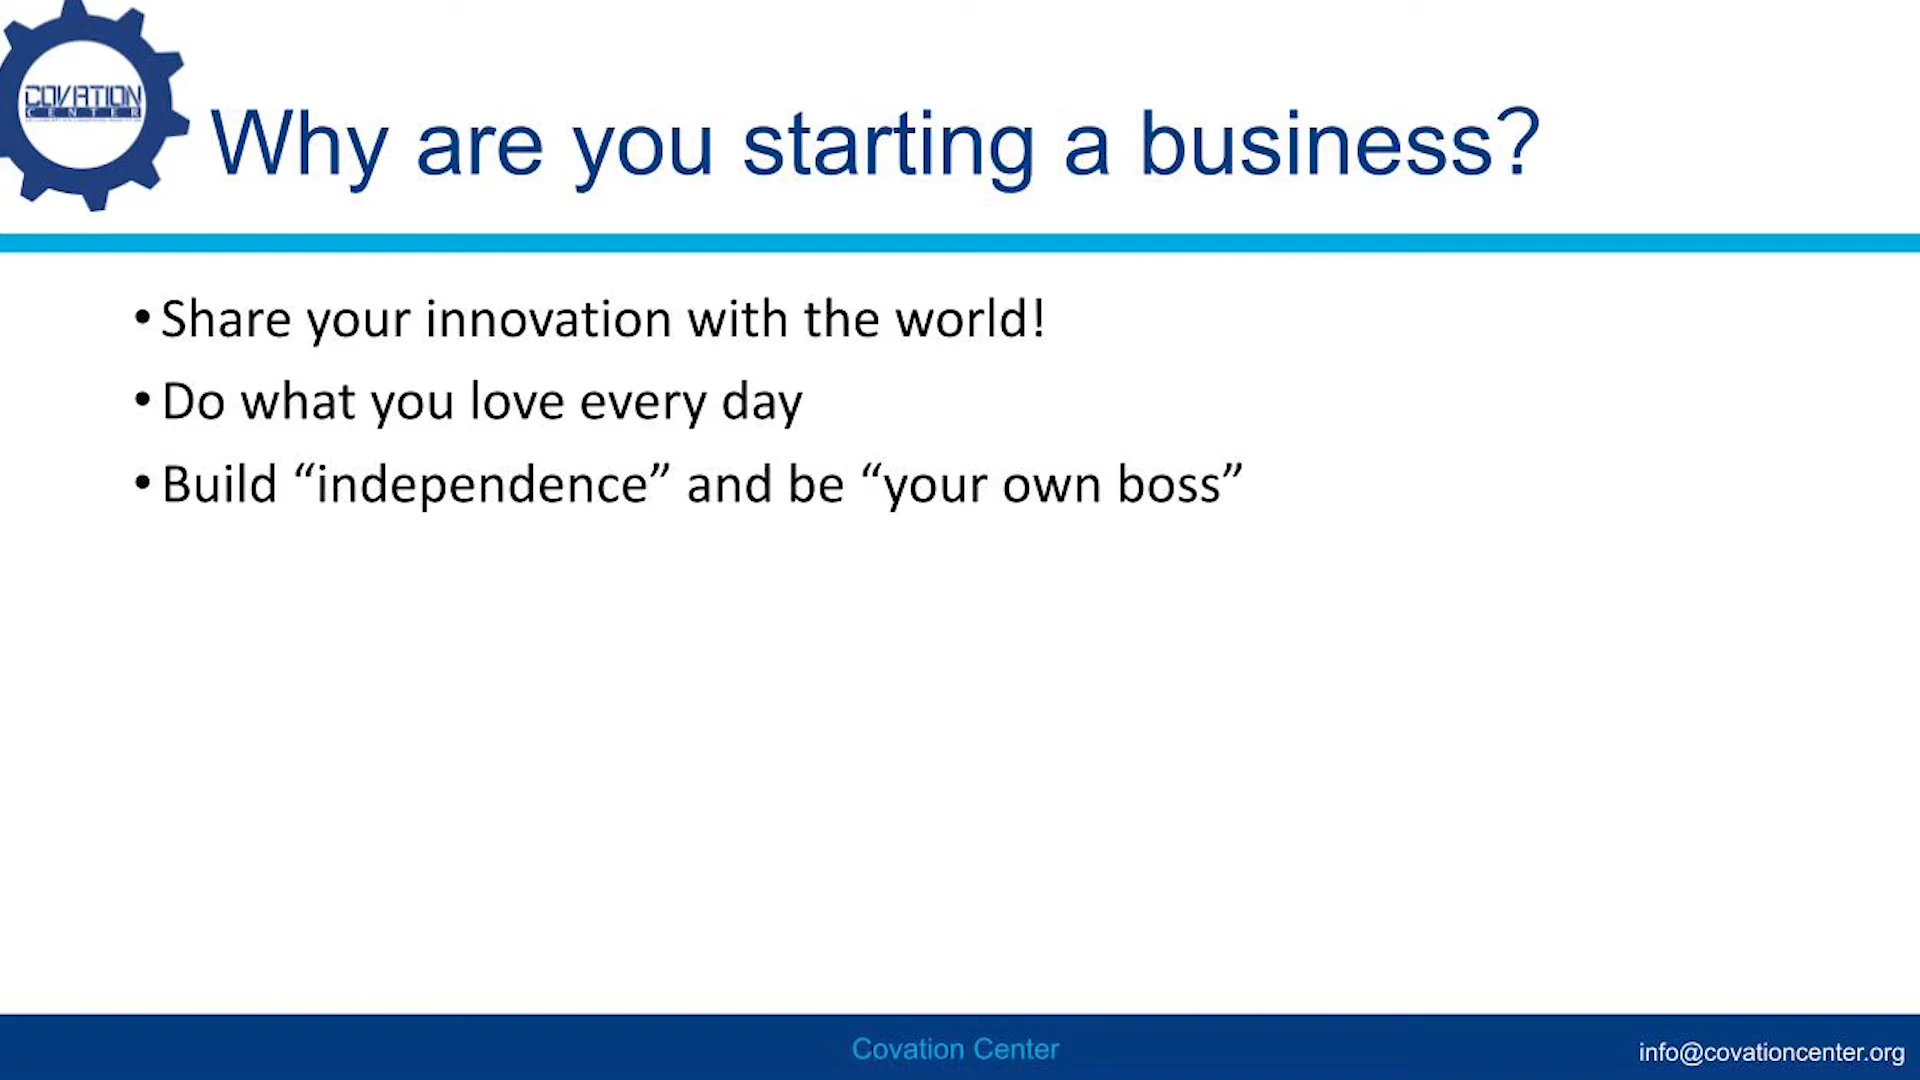 COVATION
CENTER
Why are you starting a business?
• Share your innovation with the world!
• Do what you love every day
• Build “independence” and be “your own boss”
Covation Center
info@covationcenter.org